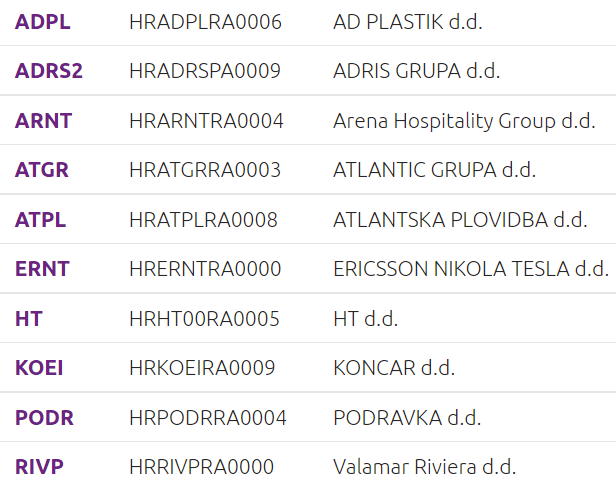 ADPL HRADPLRA0006 AD PLASTIK d.d.
ADRS2 HRADRSPA0009 ADRIS GRUPA d.d.
ARNT HRARNTRA0004 Arena Hospitality Group d.d.
ATGR HRATGRRA0003 ATLANTIC GRUPA d.d.
ATPL HRATPLRA0008 ATLANTSKA PLOVIDBA d.d.
ERNT HRERNTRA0000 ERICSSON NIKOLA TESLA d.d.
HT HRHT00RA0005 HT d.d.
KOEI HRKOEIRA0009 KONCAR d.d.
PODR HRPODRRA0004 PODRAVKA d.d.
RIVP HRRIVPRA0000 Valamar Riviera d.d.